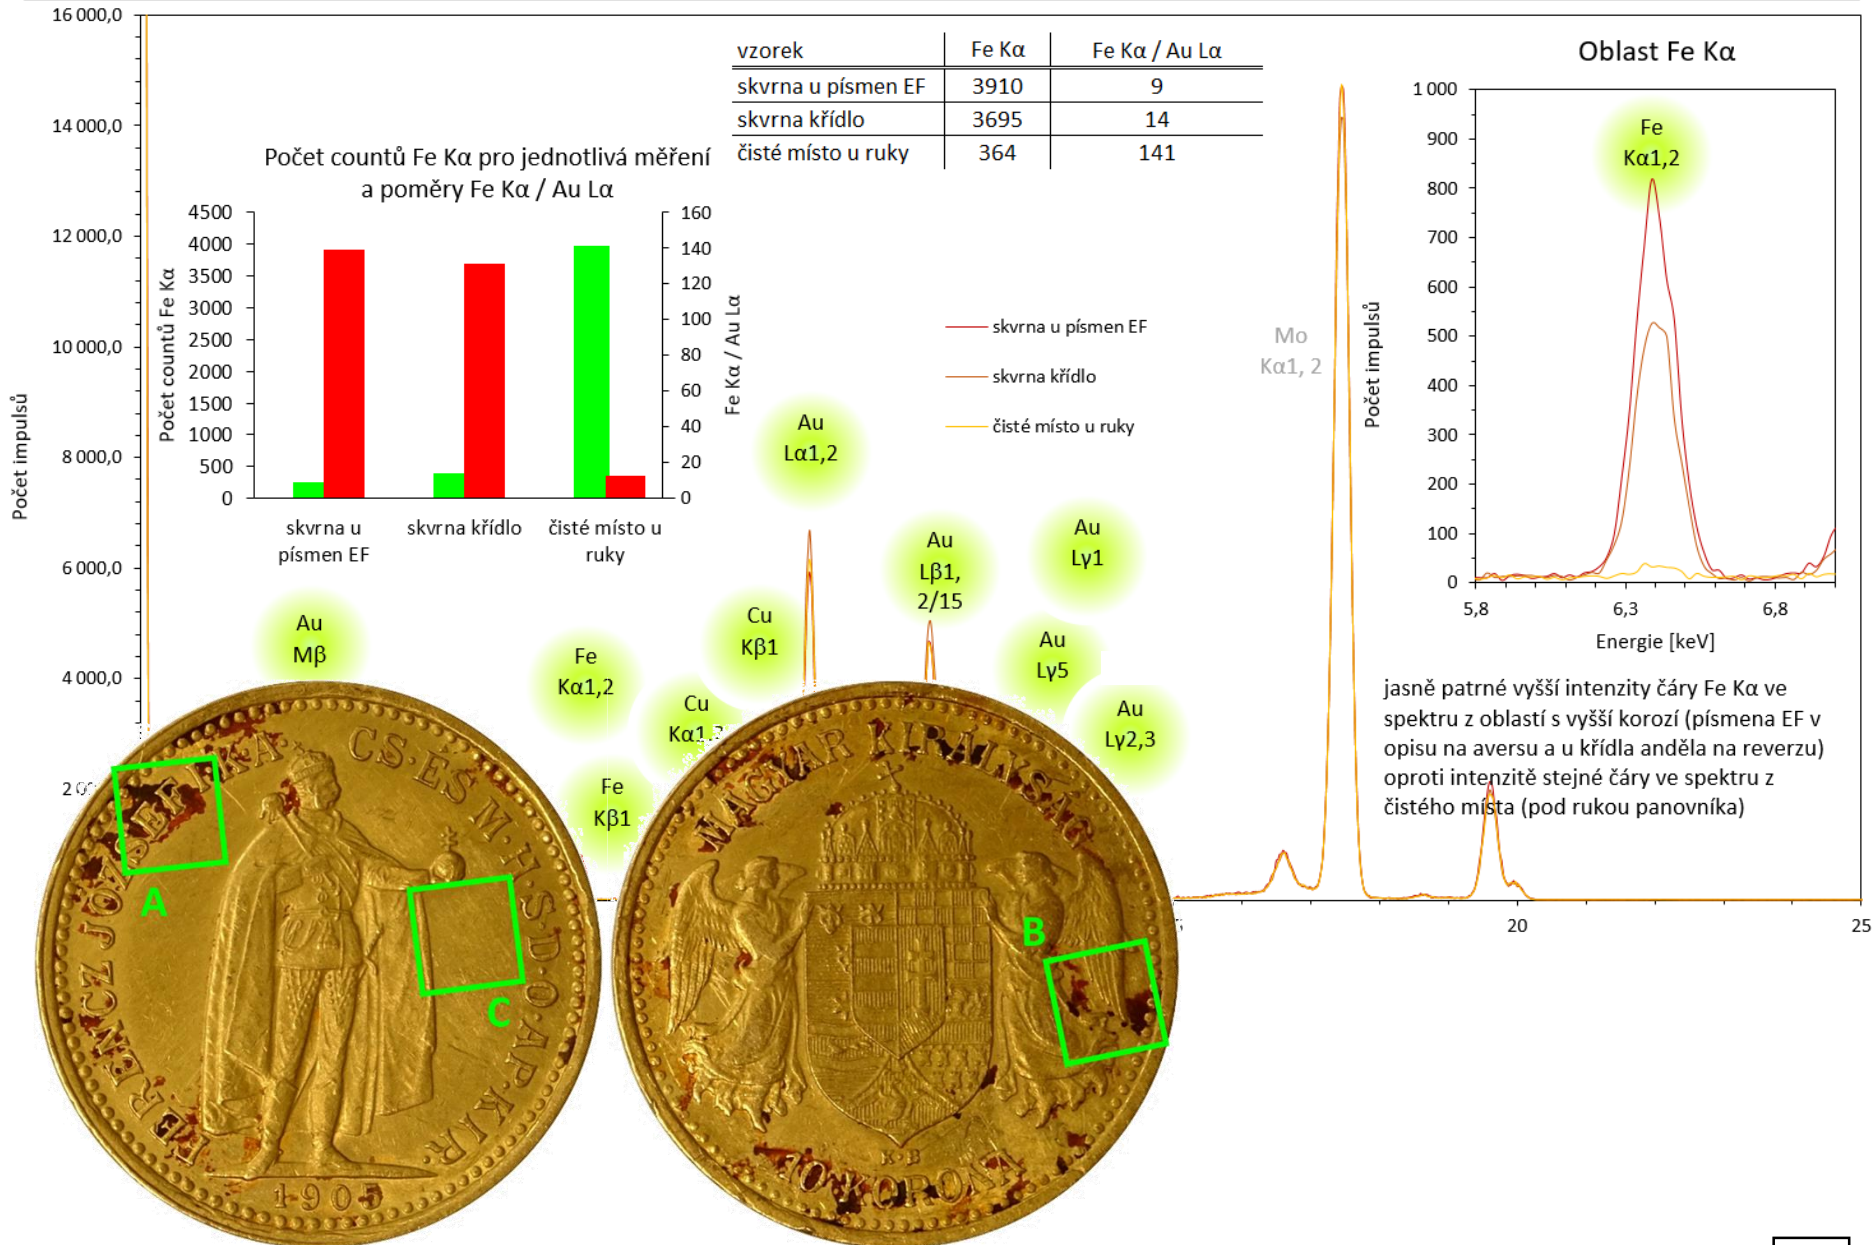 16 000,0
14 000,0
12 000,0
10 000,0
8 000,0
6 000,0
4 000,0
Počet impulsů
vzorek Fe Kα Fe Kα / Au Lα
skvrna u písmen EF 3910 9
skvrna křídlo 3695 14
čisté místo u ruky 364 141
Počet countů Fe Kα pro jednotlivá měření
a poměry Fe Kα / Au Lα
4500
4000
3500
3000
2500
2000
1500
1000
500
0
Počet countů Fe Kα
160
140
120
100
80
60
40
20
0
Fe Kα / Au Lα
skvrna u
písmen EF
skvrna křídlo
čisté místo u
ruky
skvrna u písmen EF
skvrna křídlo
čisté místo u ruky
Au
Mβ
Fe
Kα1,2
Fe
Kβ1
Cu
Kα1,
Cu
Kβ1
Au
Lα1,2
Au
Lβ1,
2/15
Au
Lγ1
Au
Lγ5
Au
Lγ2,3
Mo
Kα1, 2
Oblast Fe Kα
1 000
900
800
700
600
500
400
300
200
100
0
Počet impulsů
Fe
Kα1,2
5,8 6,3 6,8
Energie [keV]
jasně patrné vyšší intenzity čáry Fe Kα ve
spektru z oblastí s vyšší korozí (písmena EF v
opisu na aversu a u křídla anděla na reverzu)
oproti intenzitě stejné čáry ve spektru z
čistého místa (pod rukou panovníka)
20 25
FERENCZ JÓZSEF I·K·A· CS·ÉS M·H·S·D·O·AP·KIR·
1905
A
C
MAGYAR KIRÁLYSÁG
K·B
10 KORONA
B